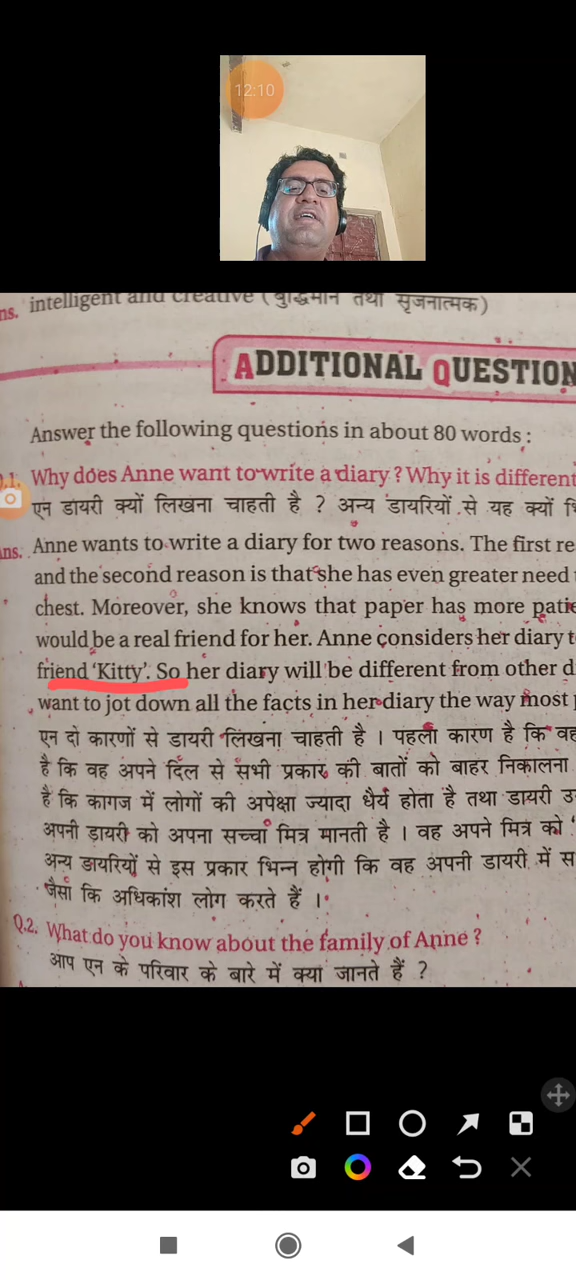 12:10
ns. intelligent and creative (बुद्धिमान तथा सृजनात्मक)
ADDITIONAL QUESTION
Answer the following questions in about 80 words :
.1. Why does Anne want to write a diary? Why it is different
एन डायरी क्यों लिखना चाहती है ? अन्य डायरियों से यह क्यों
ns. Anne wants to write a diary for two reasons. The first re
and the second reason is that she has even greater need
chest. Moreover, she knows that paper has more patie
would be a real friend for her. Anne considers her diary t
friend 'Kitty'. So her diary will be different from other d
want to jot down all the facts in her diary the way most
एन दो कारणों से डायरी लिखना चाहती है । पहला कारण है कि वह
है कि वह अपने दिल से सभी प्रकार की बातों को बाहर निकालना
है कि कागज में लोगों की अपेक्षा ज्यादा धैर्य होता है तथा डायरी उ
अपनी डायरी को अपना सच्चा मित्र मानती है । वह अपने मित्र को '
अन्य डायरियों से इस प्रकार भिन्न होगी कि वह अपनी डायरी में स
जैसा कि अधिकांश लोग करते हैं ।
Q.2. What do you know about the family of Anne ?
आप एन के परिवार के बारे में क्या जानते हैं ?